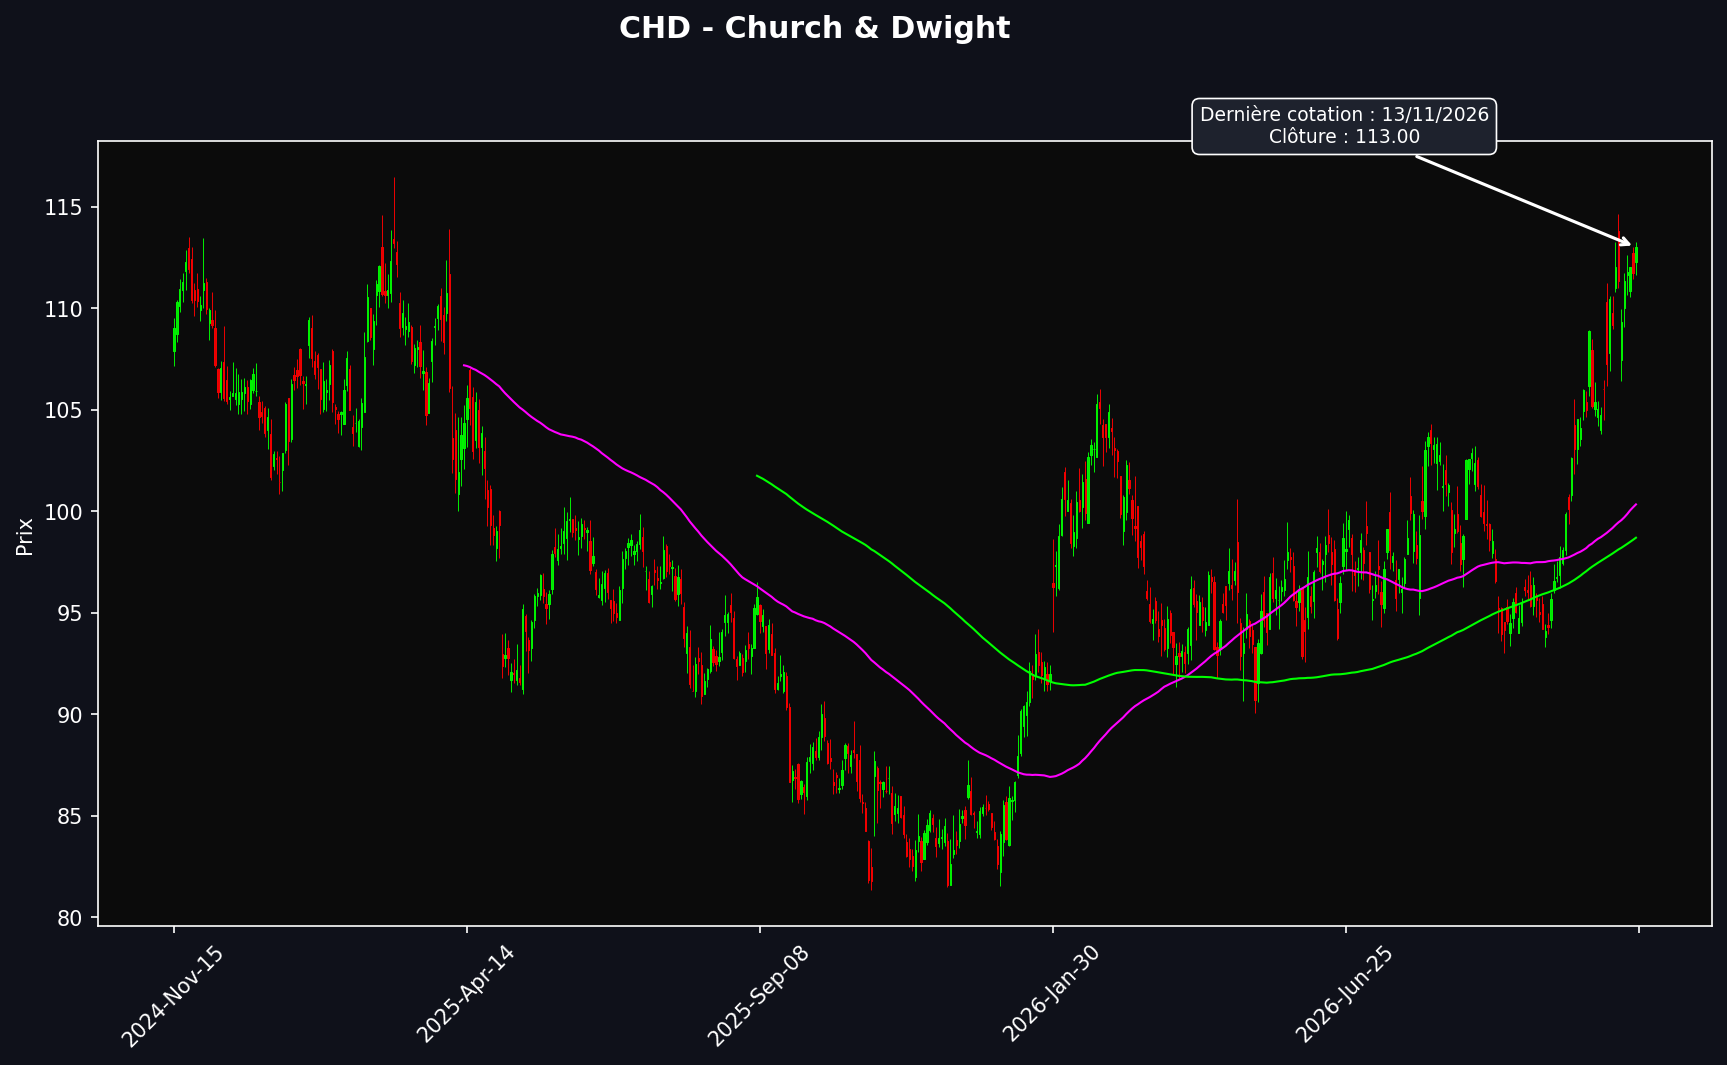 CHD - Church & Dwight
Dernière cotation : 13/11/2026
Clôture : 113.00
Prix
115
110
105
100
95
90
85
80
2024-Nov-15
2025-Apr-14
2025-Sep-08
2026-Jan-30
2026-Jun-25